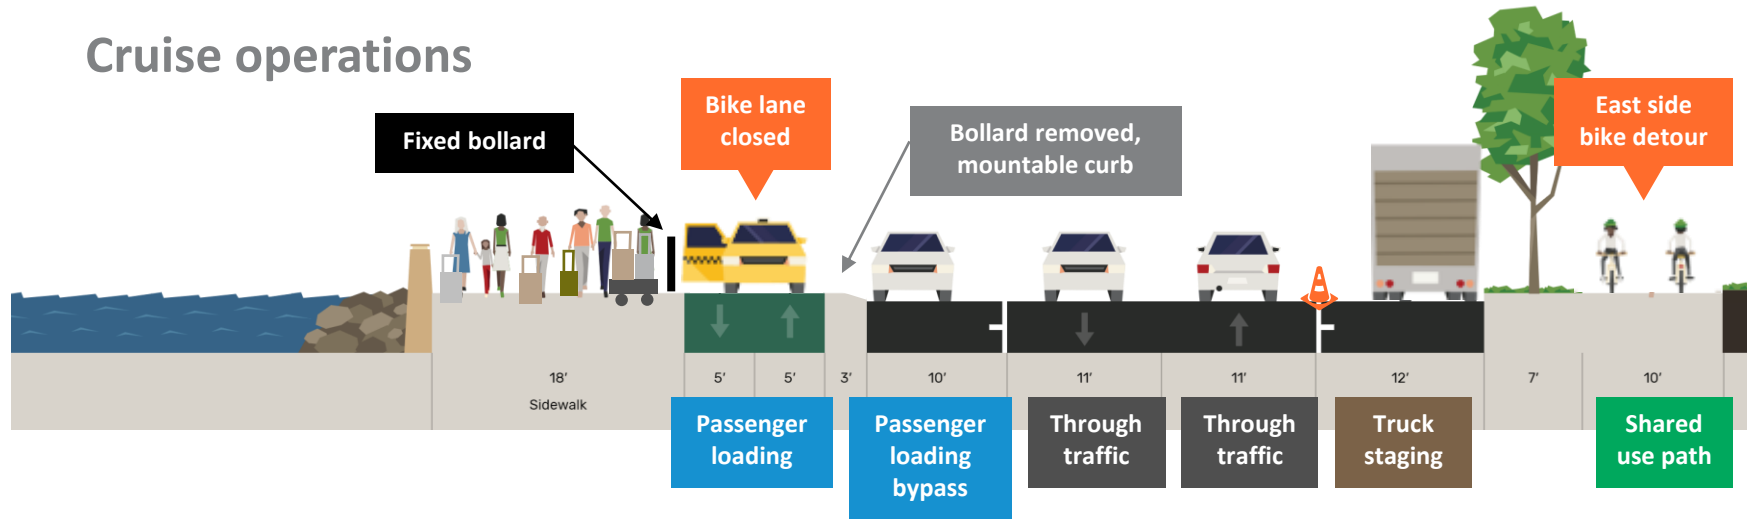 Cruise operations
Fixed bollard
Bike lane
closed
Bollard removed,
mountable curb
East side
bike detour
18′
5′
5′
3′
10′
11′
11′
12′
7′
10′
Sidewalk
Passenger
loading
Passenger
loading
bypass
Through
traffic
Through
traffic
Truck
staging
Shared
use path